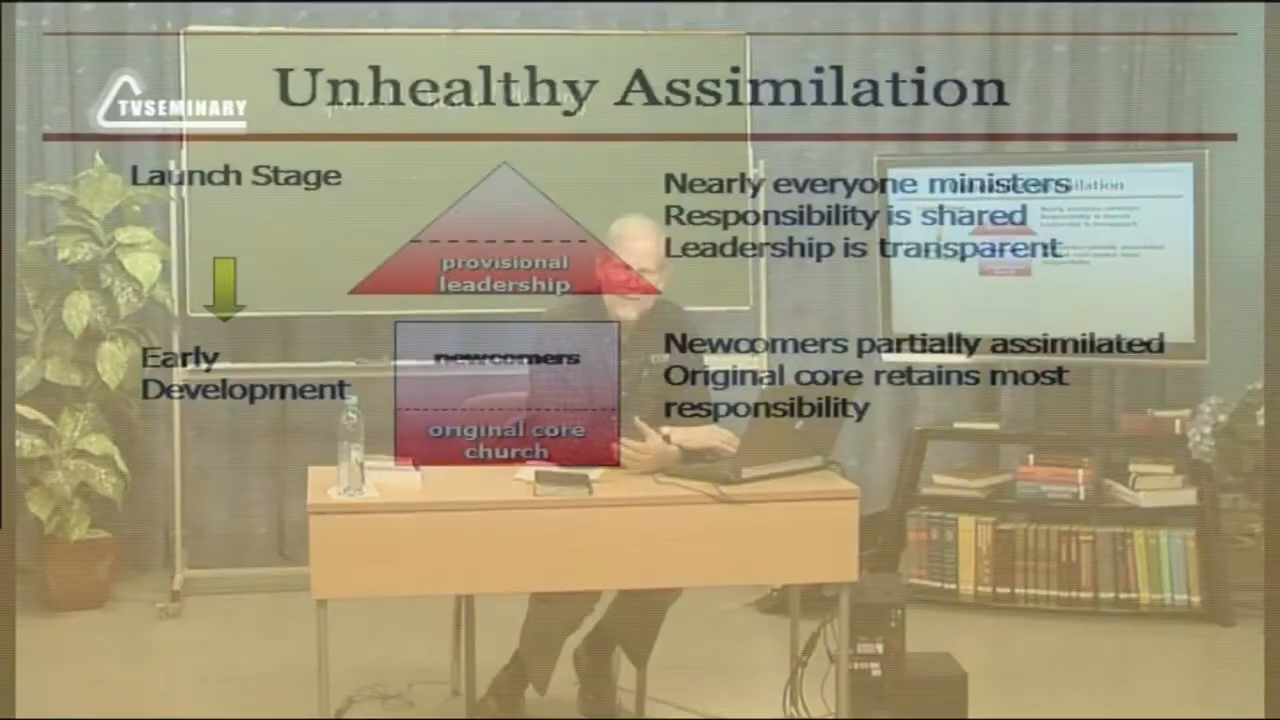 TVSEMINARY
Unhealthy Assimilation
Launch Stage
provisional
leadership
Nearly everyone ministers
Responsibility is shared
Leadership is transparent
Early
Development
newcomers
original core
church
Newcomers partially assimilated
Original core retains most
responsibility